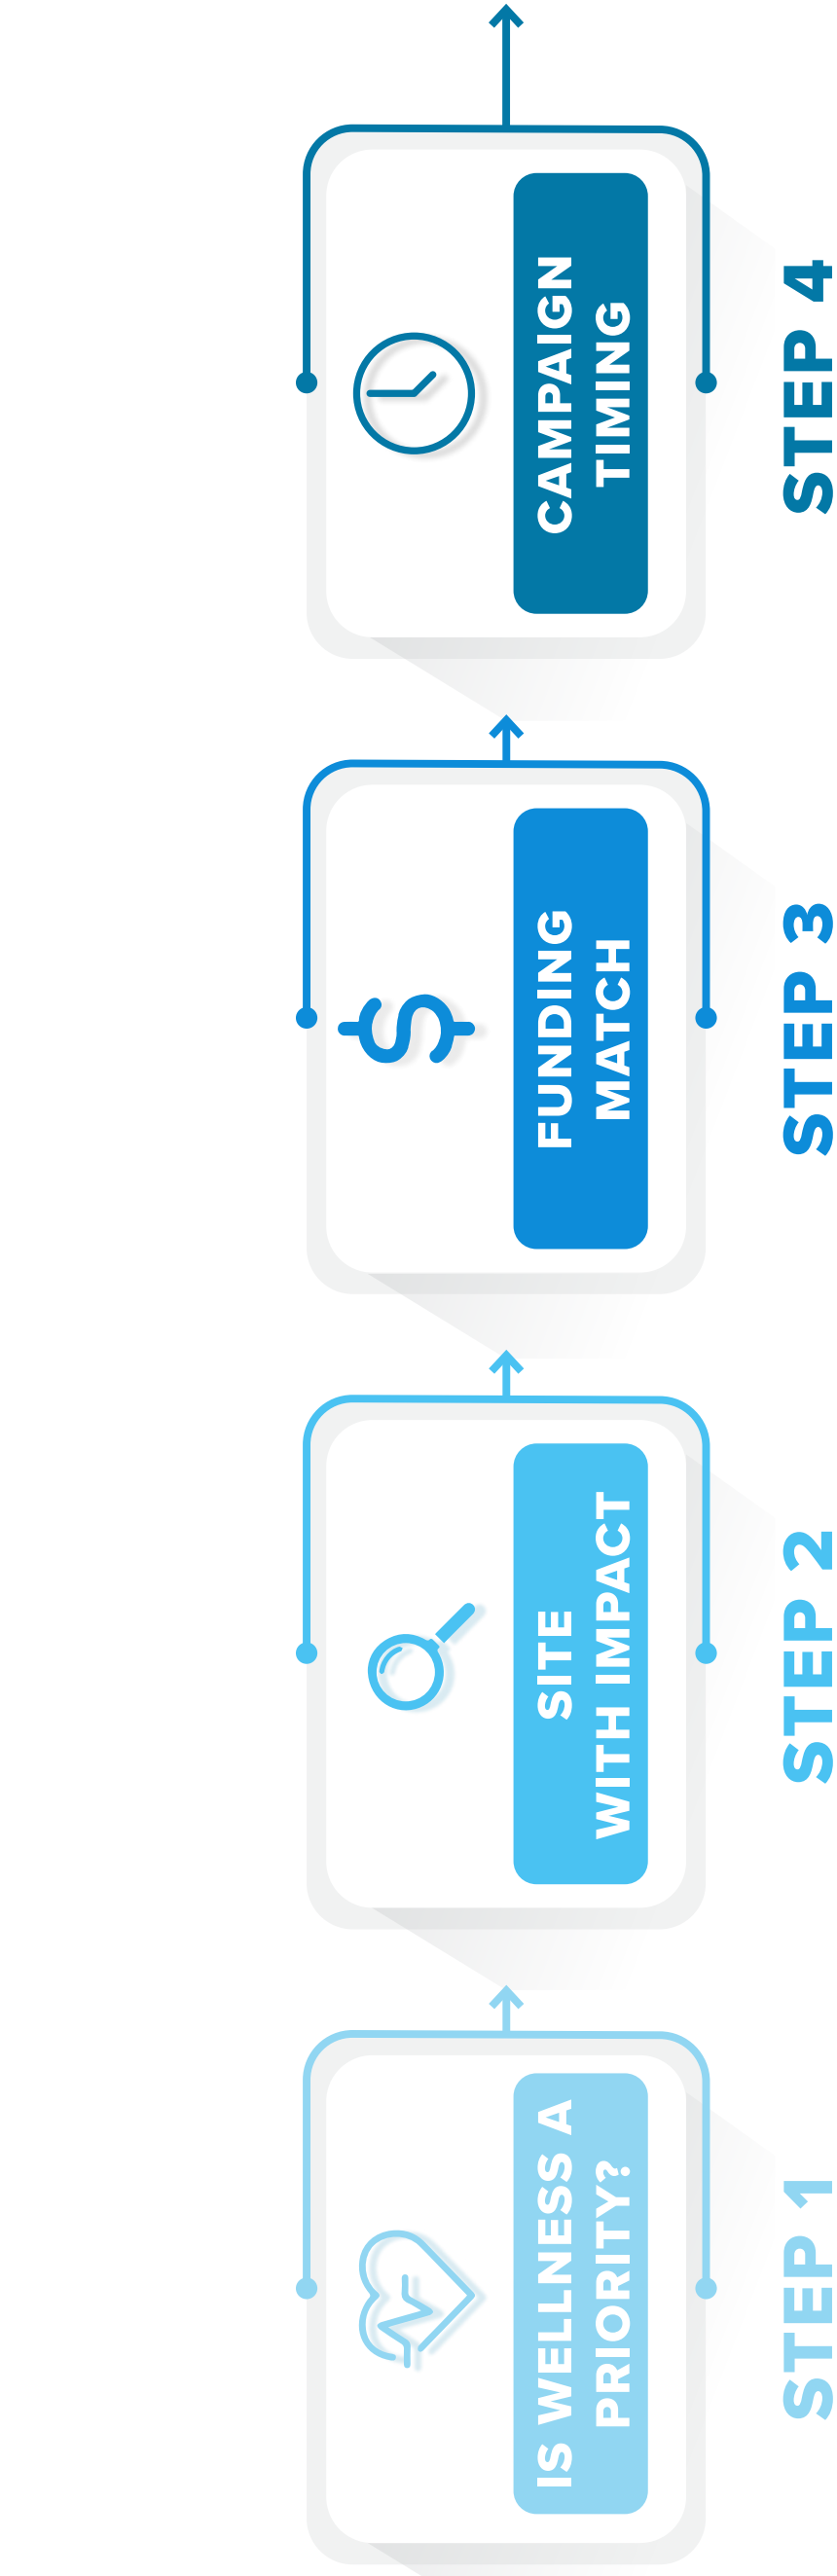 IS WELLNESS A
PRIORITY?
STEP 1
SITE
WITH IMPACT
STEP 2
FUNDING
MATCH
STEP 3
CAMPAIGN
TIMING
STEP 4